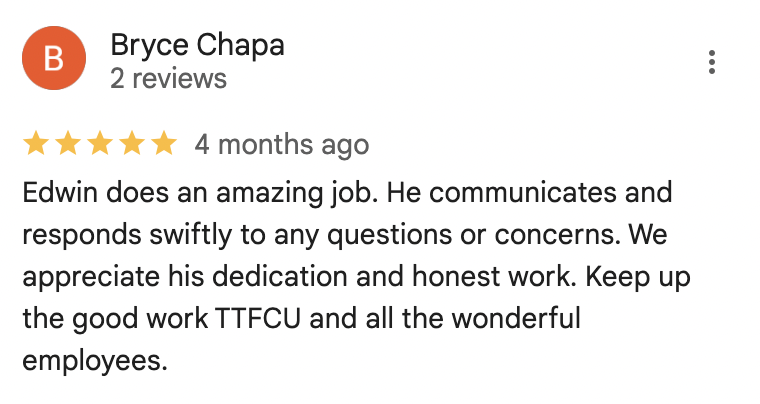 B
Bryce Chapa
2 reviews
4 months ago
Edwin does an amazing job. He communicates and
responds swiftly to any questions or concerns. We
appreciate his dedication and honest work. Keep up
the good work TTFCU and all the wonderful
employees.